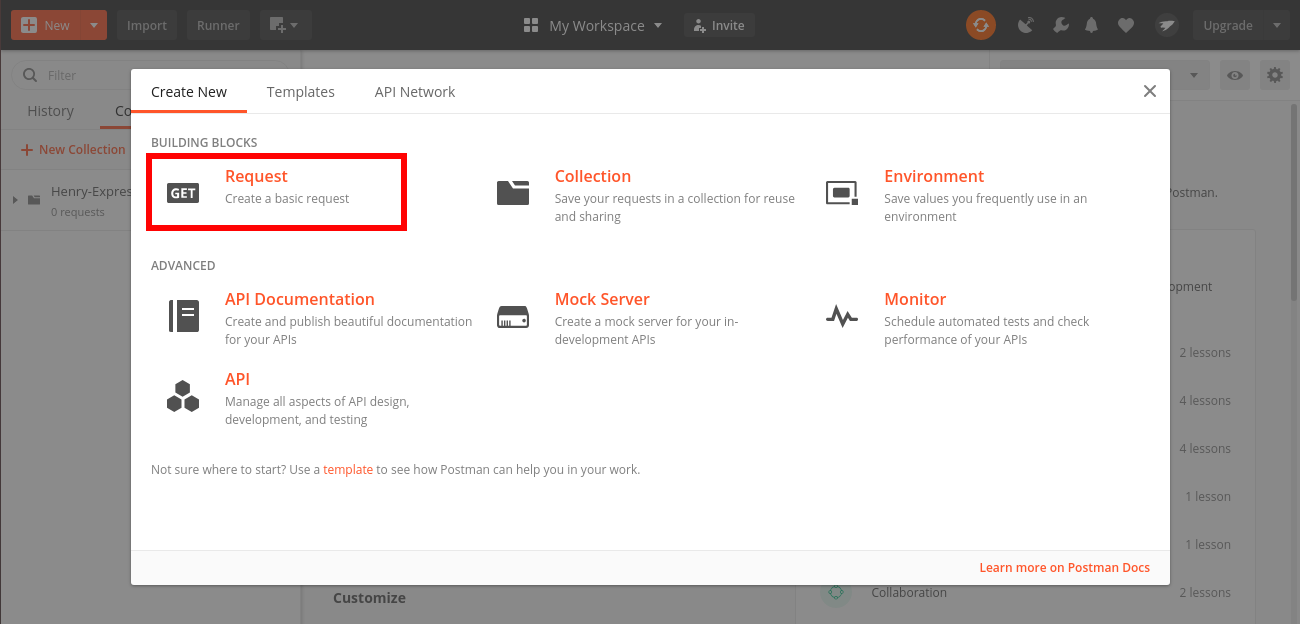 New
Import
Runner
My Workspace
Invite
Upgrade
Filter
History
Co
New Collection
Henry-Expres
0 requests
Create New
Templates
API Network
BUILDING BLOCKS
GET
Request
Create a basic request
Collection
Save your requests in a collection for reuse
and sharing
Environment
Save values you frequently use in an
environment
ADVANCED
API Documentation
Create and publish beautiful documentation
for your APIs
Mock Server
Create a mock server for your in-
development APIs
Monitor
Schedule automated tests and check
performance of your APIs
API
Manage all aspects of API design,
development, and testing
Not sure where to start? Use a template to see how Postman can help you in your work.
Learn more on Postman Docs
Postman.
opment
2 lessons
4 lessons
4 lessons
1 lesson
1 lesson
Customize
Collaboration
2 lessons